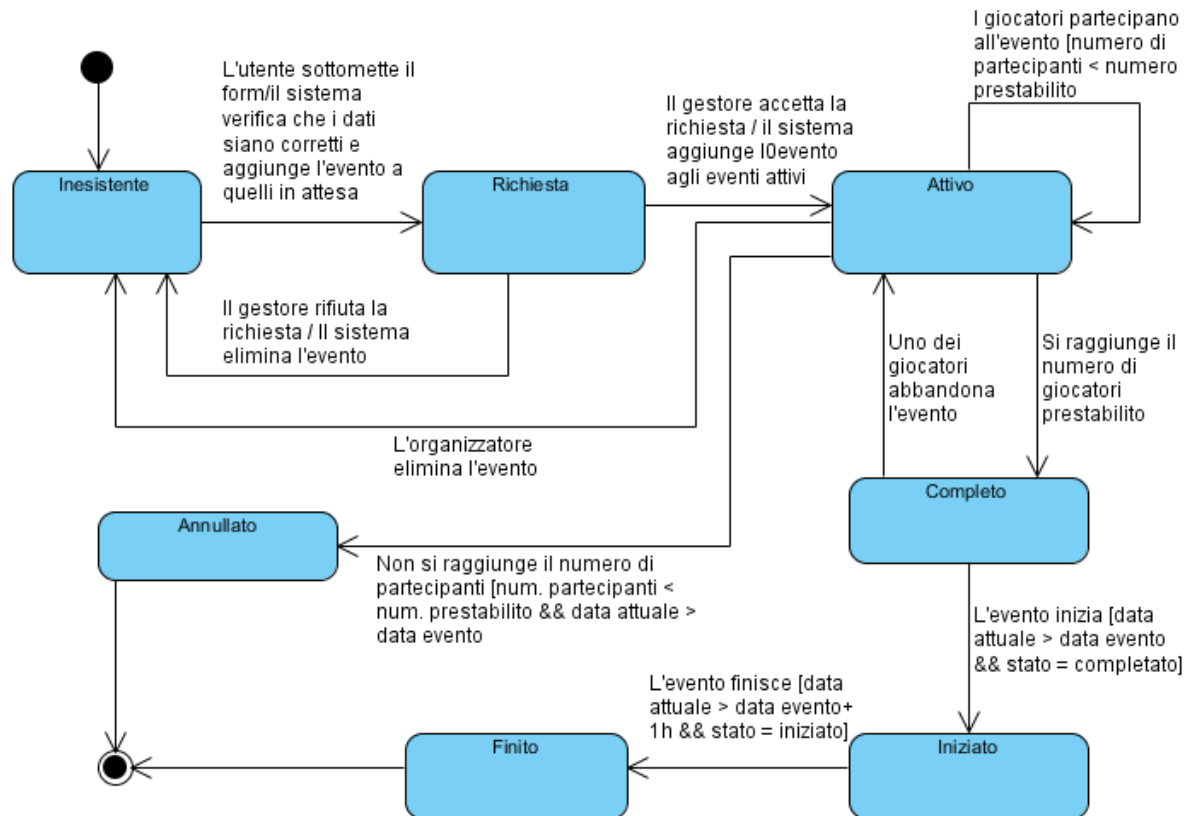 I giocatori partecipano
all'evento [numero di
partecipanti < numero
prestabilito
L'utente sottomette il
form/il sistema
verifica che i dati
siano corretti e
aggiunge l'evento a
quelli in attesa
Il gestore accetta la
richiesta / il sistema
aggiunge l0evento
agli eventi attivi
Inesistente
Richiesta
Attivo
Il gestore rifiuta la
richiesta / Il sistema
elimina l'evento
Uno dei
giocatori
abbandona
l'evento
Si raggiunge il
numero di
giocatori
prestabilito
L'organizzatore
elimina l'evento
Completo
Annullato
Non si raggiunge il numero di
partecipanti [num. partecipanti <
num. prestabilito && data attuale >
data evento
L'evento inizia [data
attuale > data evento
&& stato = completato]
L'evento finisce [data
attuale > data evento+
1h && stato = iniziato]
Finito
Iniziato